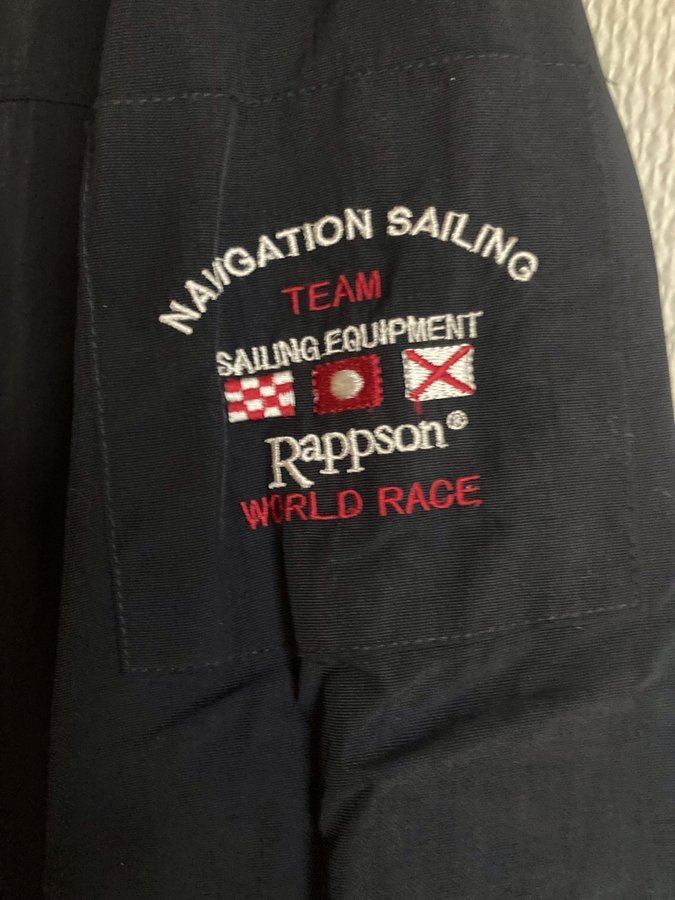 NAVIGATION SAILING
TEAM
SAILING EQUIPMENT
Rappson®
WORLD RACE